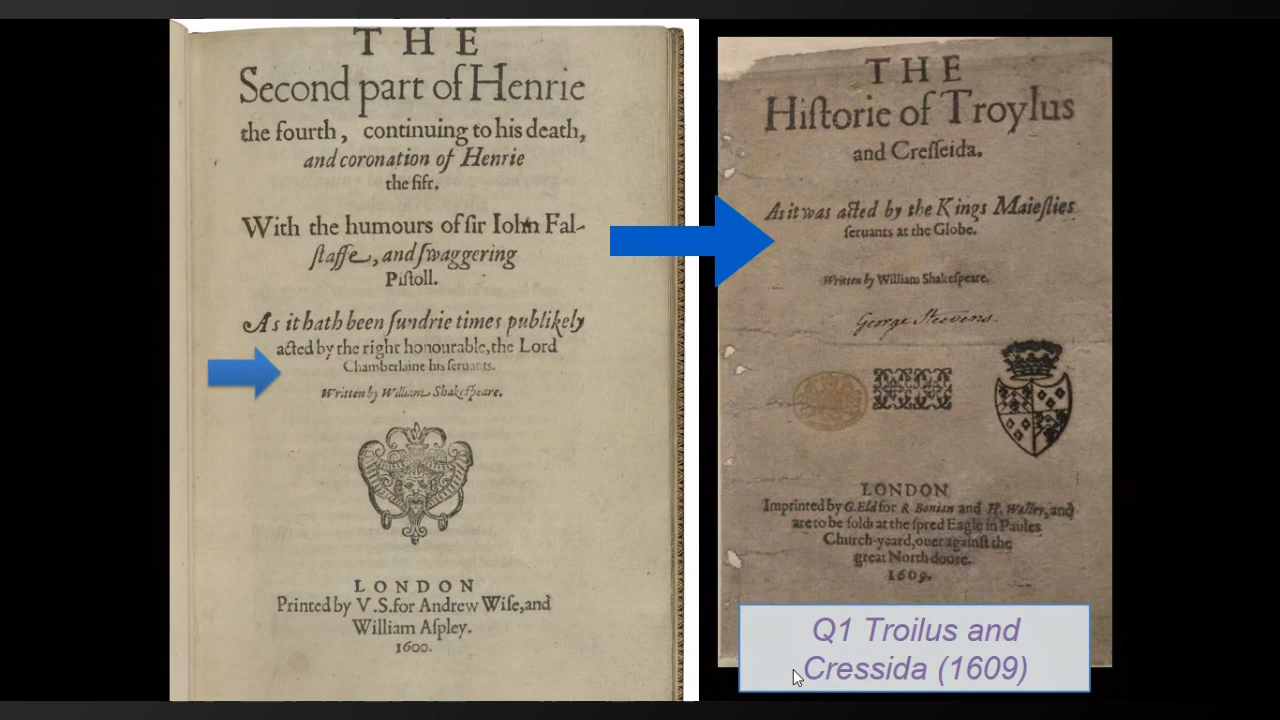 THE
Second part of Henrie
the fourth, continuing to his death,
and coronation of Henrie
the fift.
With the humours of ſir Iohn Fal-
ſtaffe, and ſwaggering
Piſtoll.
As it hath been ſundrie times publikely
acted by the right honourable, the Lord
Chamberlaine his ſeruants.
Written by William Shakeſpeare.
LONDON
Printed by V.S. for Andrew Wiſe, and
William Aſpley.
1600.
THE
Hiſtorie of Troylus
and Creſſeida.
As it was acted by the Kings Maieſties
ſeruants at the Globe.
Written by William Shakeſpeare.
George Steevens.
LONDON
Imprinted by G. Eld for R Bonian and H. Walley, and
are to be ſold at the ſpred Eagle in Paules
Church-yeard, ouer againſt the
great North doore.
1609.
Q1 Troilus and
Cressida (1609)